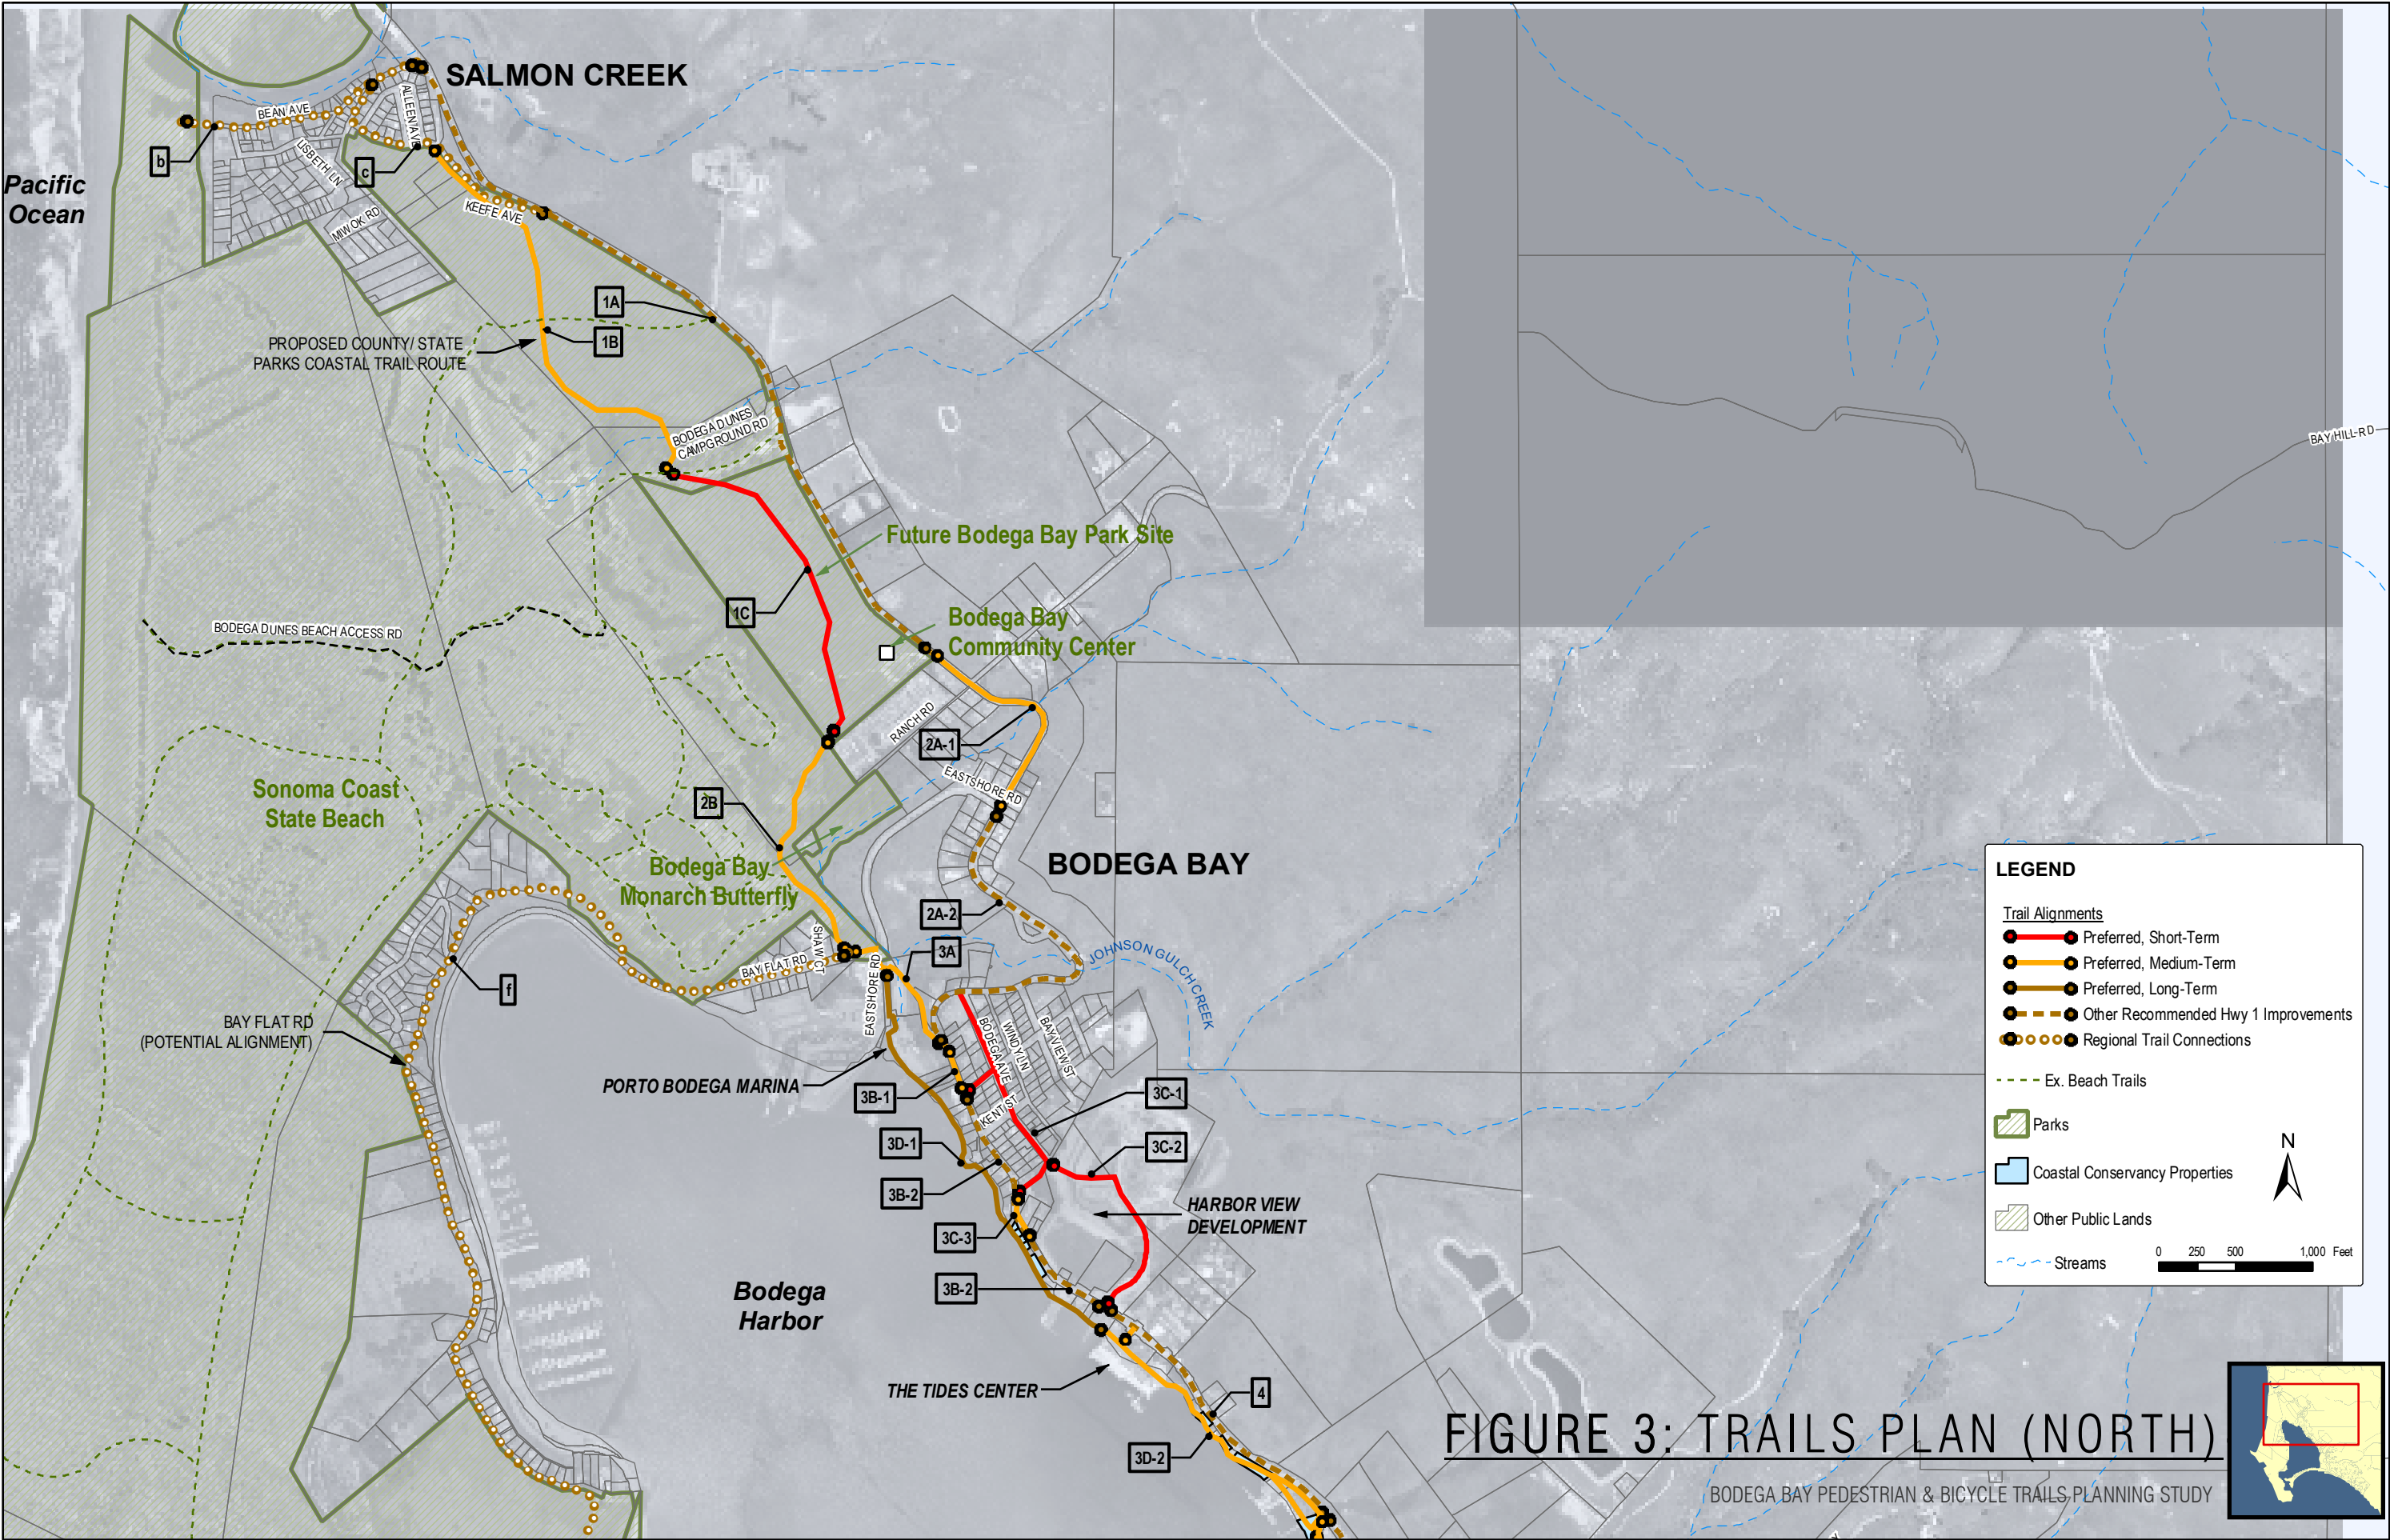 SALMON CREEK
BEAN AVE
ALLEEN AVE
b
LISBETH LN
c
Pacific
Ocean
KEEFE AVE
MIWOK RD
1A
PROPOSED COUNTY/ STATE
PARKS COASTAL TRAIL ROUTE
1B
BODEGA DUNES
CAMPGROUND RD
BAY HILL RD
Future Bodega Bay Park Site
1C
Bodega Bay
Community Center
BODEGA DUNES BEACH ACCESS RD
RANCH RD
2A-1
EASTSHORE RD
Sonoma Coast
State Beach
2B
BODEGA BAY
Bodega Bay
Monarch Butterfly
2A-2
SHAW CT
3A
JOHNSON GULCH CREEK
BAY FLAT RD
EASTSHORE RD
f
BAY FLAT RD
(POTENTIAL ALIGNMENT)
BODEGA AVE
WINDY LN
BAYVIEW ST
PORTO BODEGA MARINA
3B-1
KENT ST
3C-1
3D-1
3C-2
3B-2
HARBOR VIEW
DEVELOPMENT
3C-3
3B-2
Bodega
Harbor
THE TIDES CENTER
4
3D-2
LEGEND
Trail Alignments
Preferred, Short-Term
Preferred, Medium-Term
Preferred, Long-Term
Other Recommended Hwy 1 Improvements
Regional Trail Connections
Ex. Beach Trails
Parks
N
Coastal Conservancy Properties
Other Public Lands
Streams
0 250 500 1,000 Feet
FIGURE 3: TRAILS PLAN (NORTH)
BODEGA BAY PEDESTRIAN & BICYCLE TRAILS PLANNING STUDY